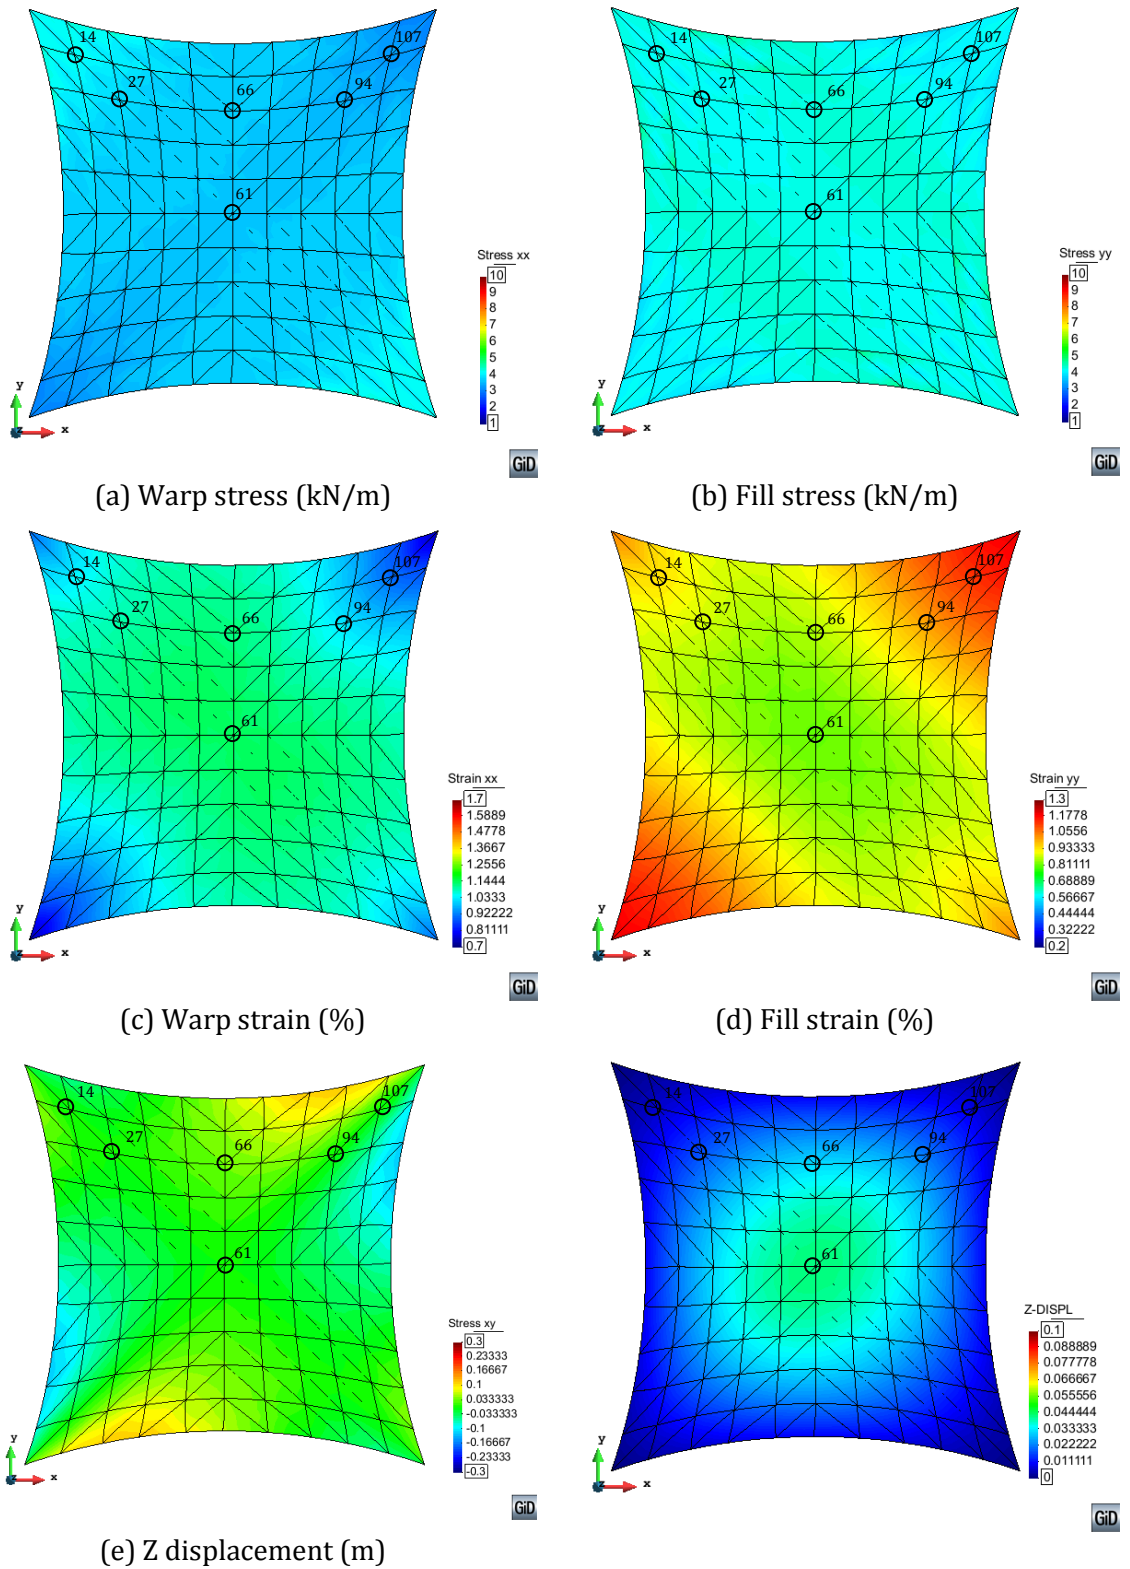 14
107
27
66
94
61
Stress xx
10
9
8
7
6
5
4
3
2
1
y
z
x
GiD
(a) Warp stress (kN/m)
14
107
27
66
94
61
Stress yy
10
9
8
7
6
5
4
3
2
1
y
z
x
GiD
(b) Fill stress (kN/m)
14
107
27
66
94
61
Strain xx
1.7
1.5889
1.4778
1.3667
1.2556
1.1444
1.0333
0.92222
0.81111
0.7
y
z
x
GiD
(c) Warp strain (%)
14
107
27
66
94
61
Strain yy
1.3
1.1778
1.0556
0.93333
0.81111
0.68889
0.56667
0.44444
0.32222
0.2
y
z
x
GiD
(d) Fill strain (%)
14
107
27
66
94
61
Stress xy
0.3
0.23333
0.16667
0.1
0.033333
-0.033333
-0.1
-0.16667
-0.23333
-0.3
y
z
x
GiD
(e) Z displacement (m)
14
107
27
66
94
61
Z-DISPL
0.1
0.088889
0.077778
0.066667
0.055556
0.044444
0.033333
0.022222
0.011111
0
y
z
x
GiD